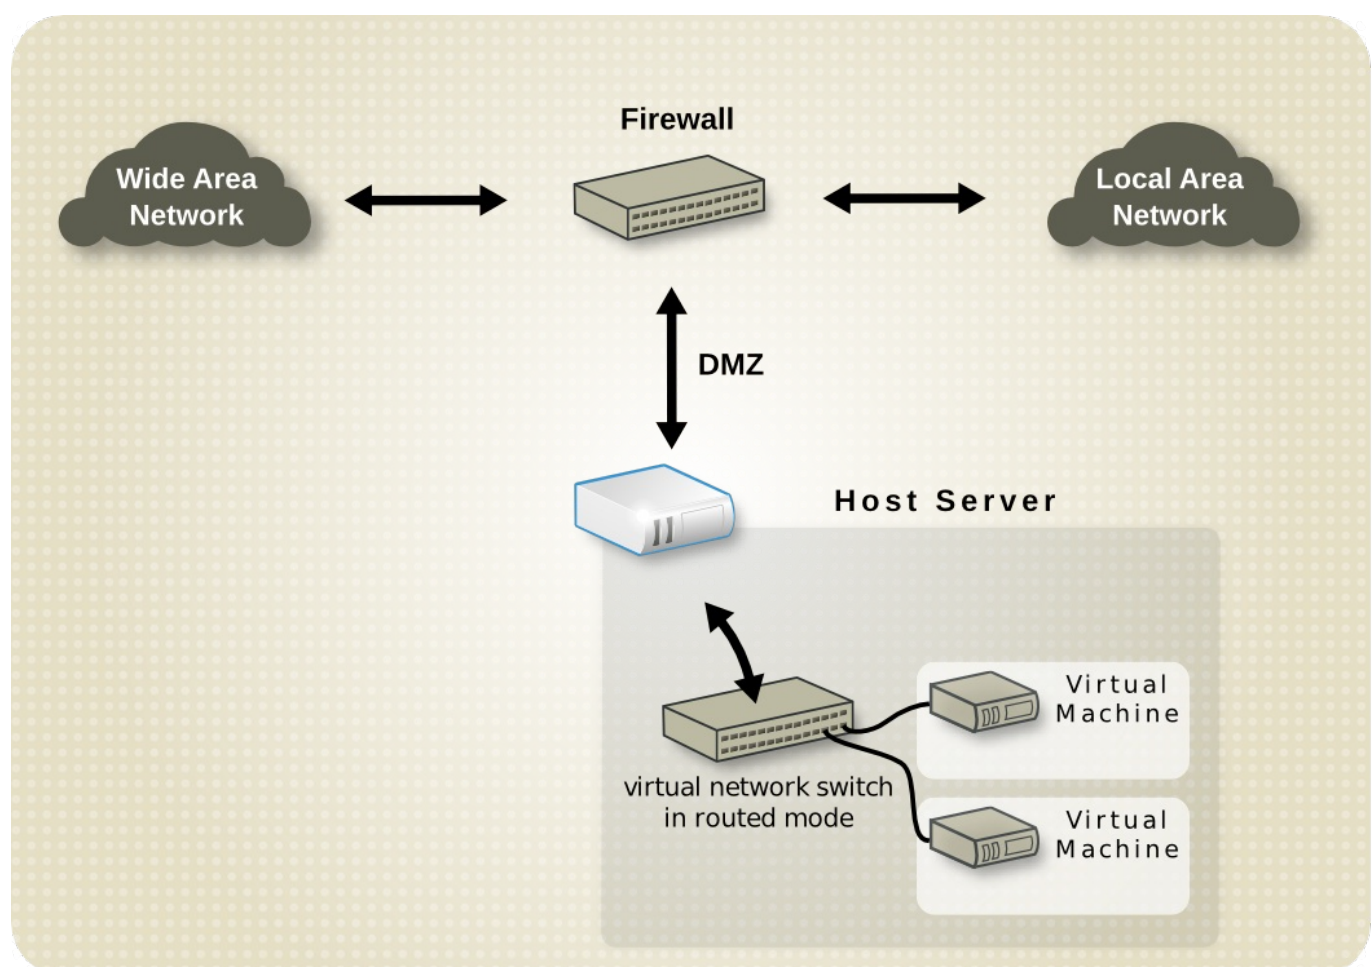 Firewall
Wide Area
Network
Local Area
Network
DMZ
Host Server
Virtual
Machine
virtual network switch
in routed mode
Virtual
Machine